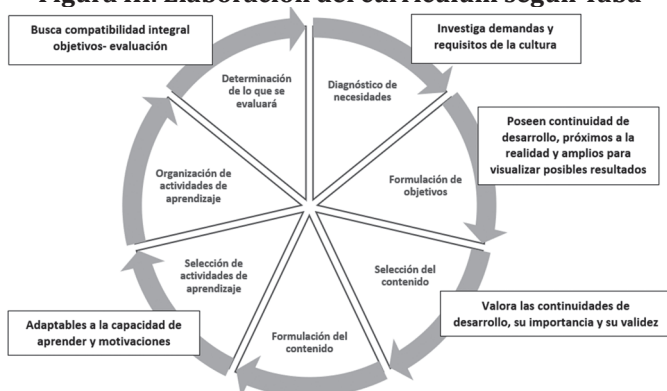 Figura III. Elaboración del currículum según Taba
Busca compatibilidad integral
objetivos- evaluación
Investiga demandas y
requisitos de la cultura
Determinación
de lo que se
evaluará
Diagnóstico de
necesidades
Poseen continuidad de
desarrollo, próximos a la
realidad y amplios para
visualizar posibles resultados
Organización de
actividades de
aprendizaje
Formulación de
objetivos
Selección de
actividades de
aprendizaje
Selección del
contenido
Valora las continuidades de
desarrollo, su importancia y su validez
Adaptables a la capacidad de
aprender y motivaciones
Formulación del
contenido